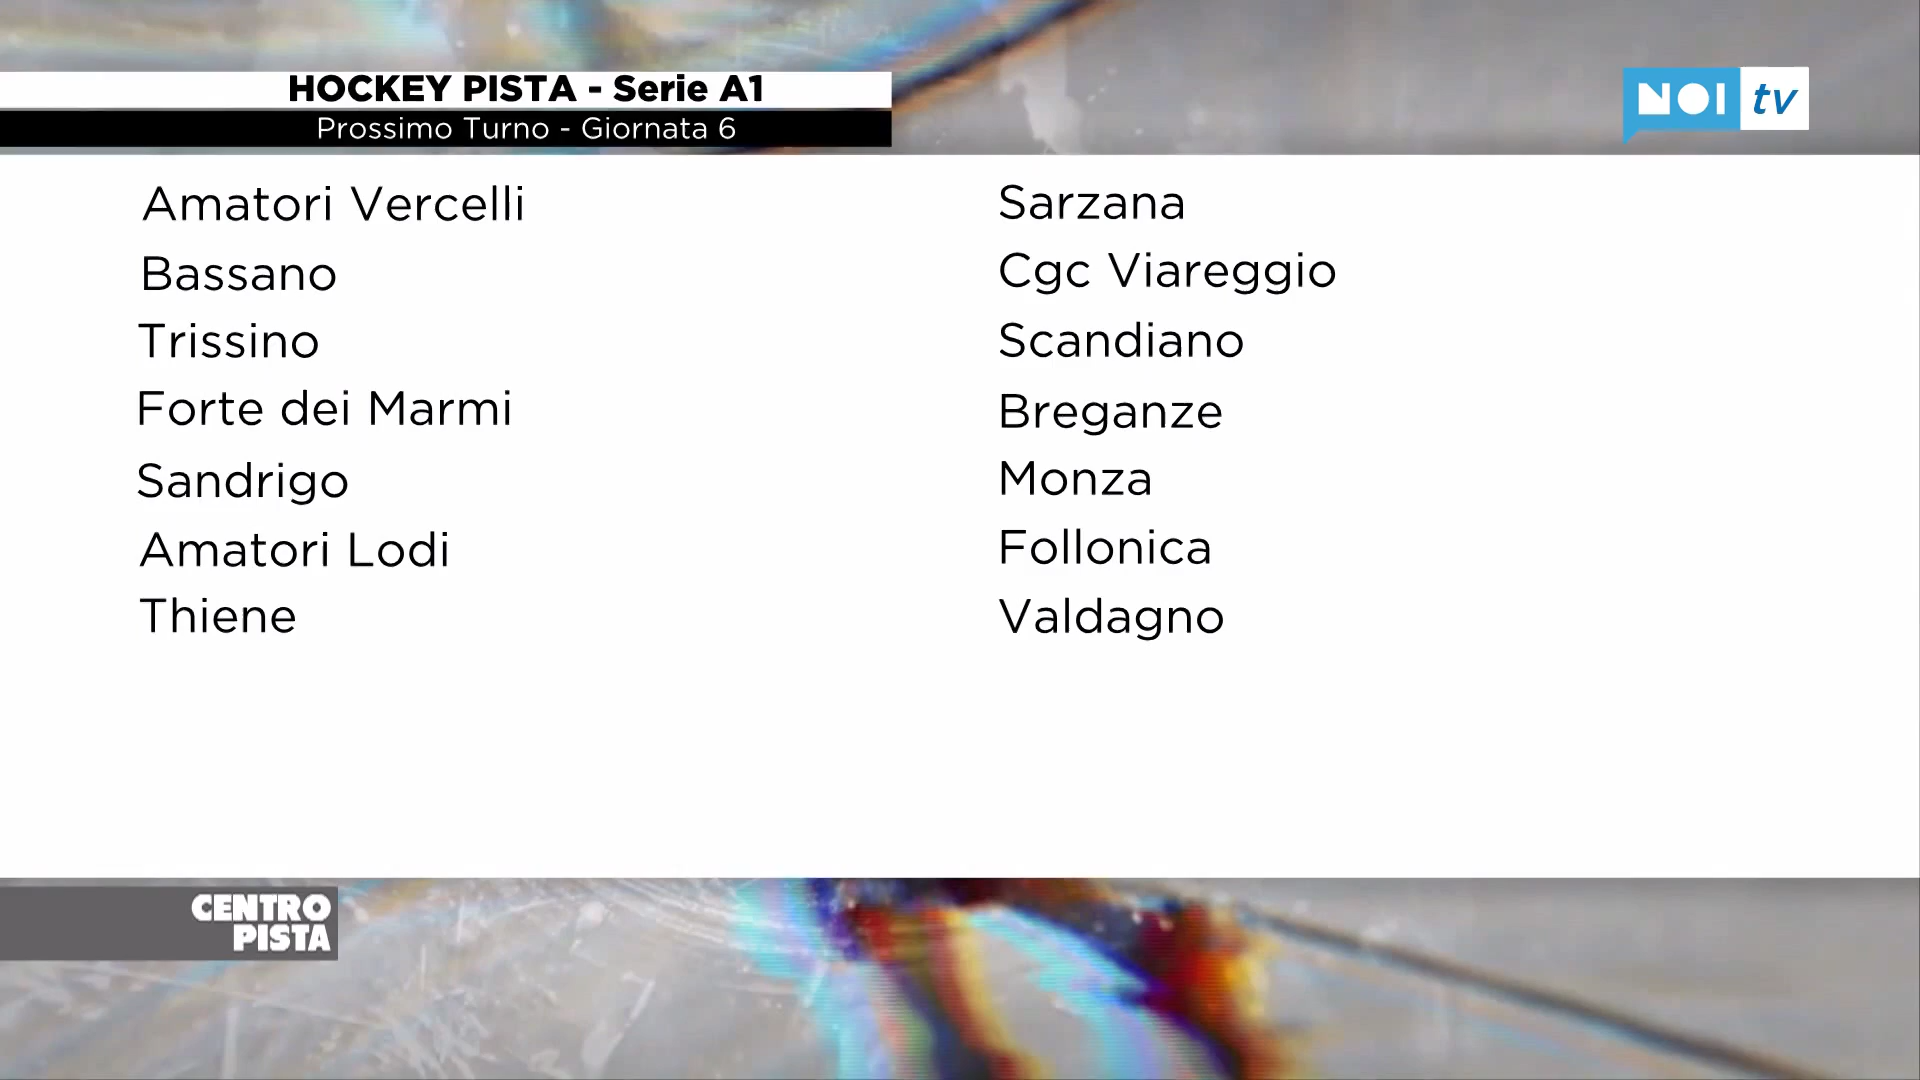 HOCKEY PISTA - Serie A1
Prossimo Turno - Giornata 6
NOI tv
Amatori Vercelli Sarzana
Bassano Cgc Viareggio
Trissino Scandiano
Forte dei Marmi Breganze
Sandrigo Monza
Amatori Lodi Follonica
Thiene Valdagno
CENTRO
PISTA